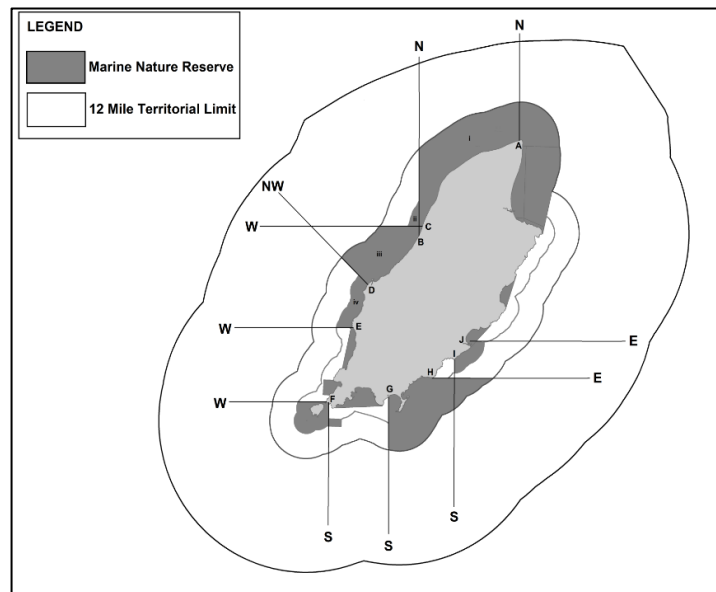 LEGEND
Marine Nature Reserve
12 Mile Territorial Limit
N
N
i
A
NW
W
ii
C
B
iii
D
iv
W
E
J
E
I
H
E
G
W
F
S
S
S